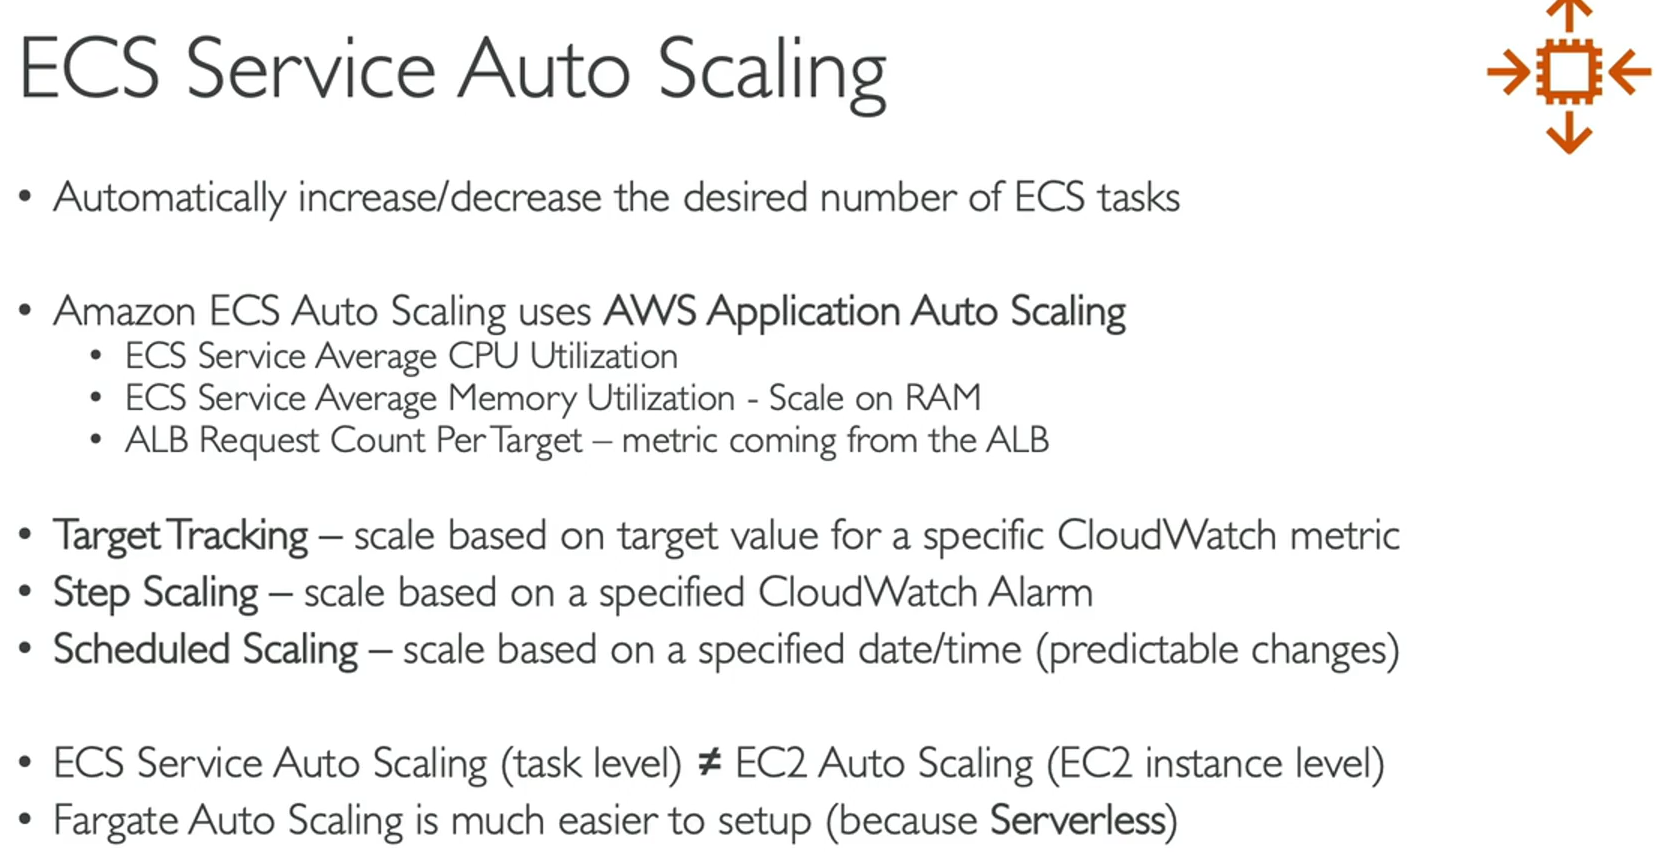 ECS Service Auto Scaling
• Automatically increase/decrease the desired number of ECS tasks
• Amazon ECS Auto Scaling uses AWS Application Auto Scaling
• ECS Service Average CPU Utilization
• ECS Service Average Memory Utilization - Scale on RAM
• ALB Request Count Per Target – metric coming from the ALB
• Target Tracking – scale based on target value for a specific CloudWatch metric
• Step Scaling – scale based on a specified CloudWatch Alarm
• Scheduled Scaling – scale based on a specified date/time (predictable changes)
• ECS Service Auto Scaling (task level) ≠ EC2 Auto Scaling (EC2 instance level)
• Fargate Auto Scaling is much easier to setup (because Serverless)